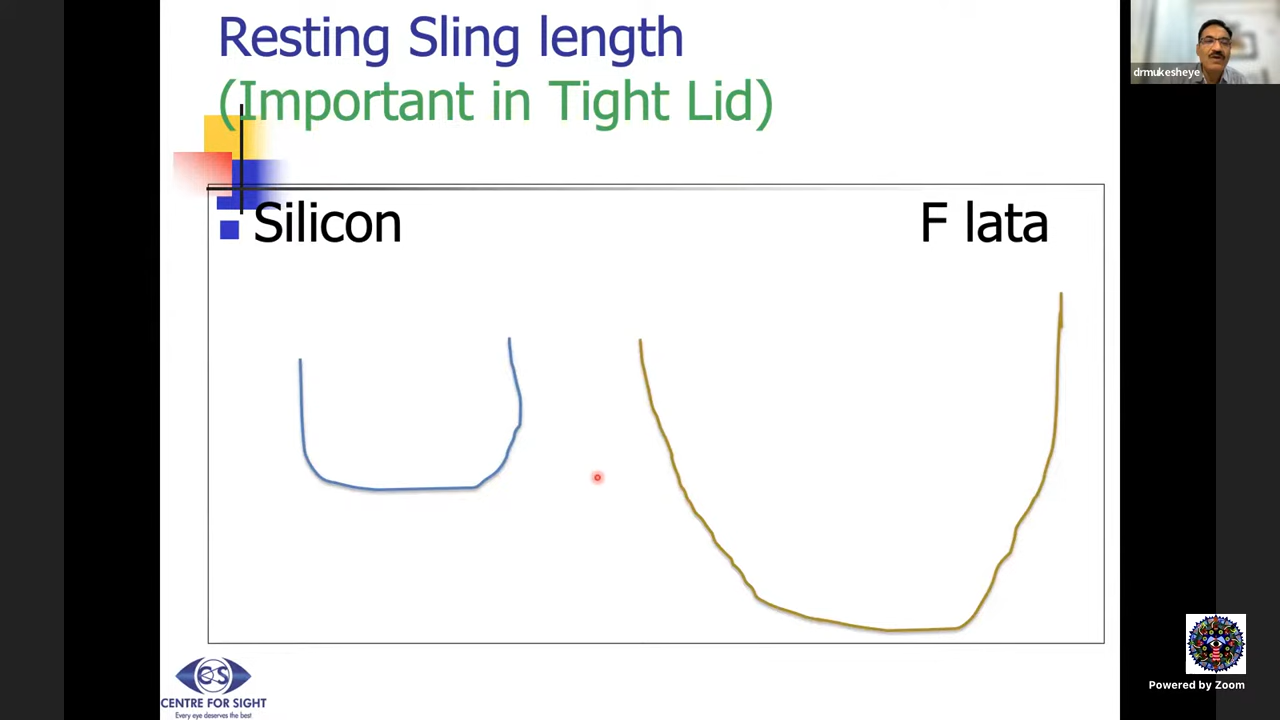 Resting Sling length
(Important in Tight Lid)
Silicon F lata
drmukesheye
CS
CENTRE FOR SIGHT
Every eye deserves the best
Powered by Zoom